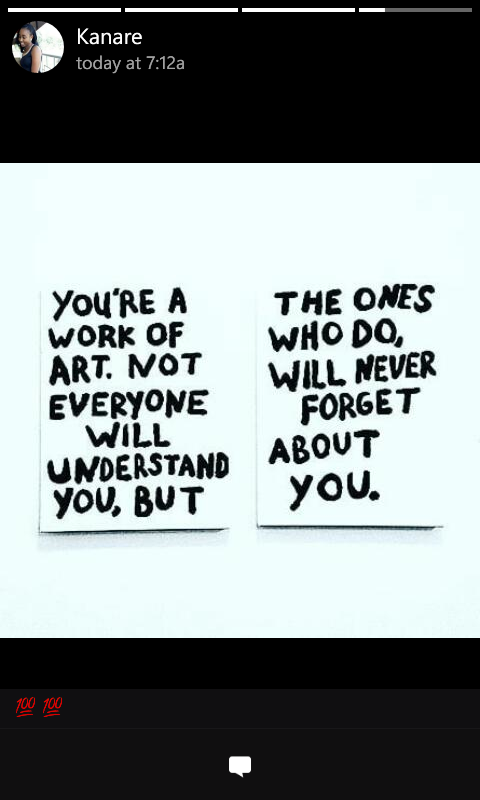 Kanare
today at 7:12a
YOU'RE A
WORK OF
ART. NOT
EVERYONE
WILL
UNDERSTAND
YOU, BUT
THE ONES
WHO DO,
WILL NEVER
FORGET
ABOUT
YOU.
💯 💯